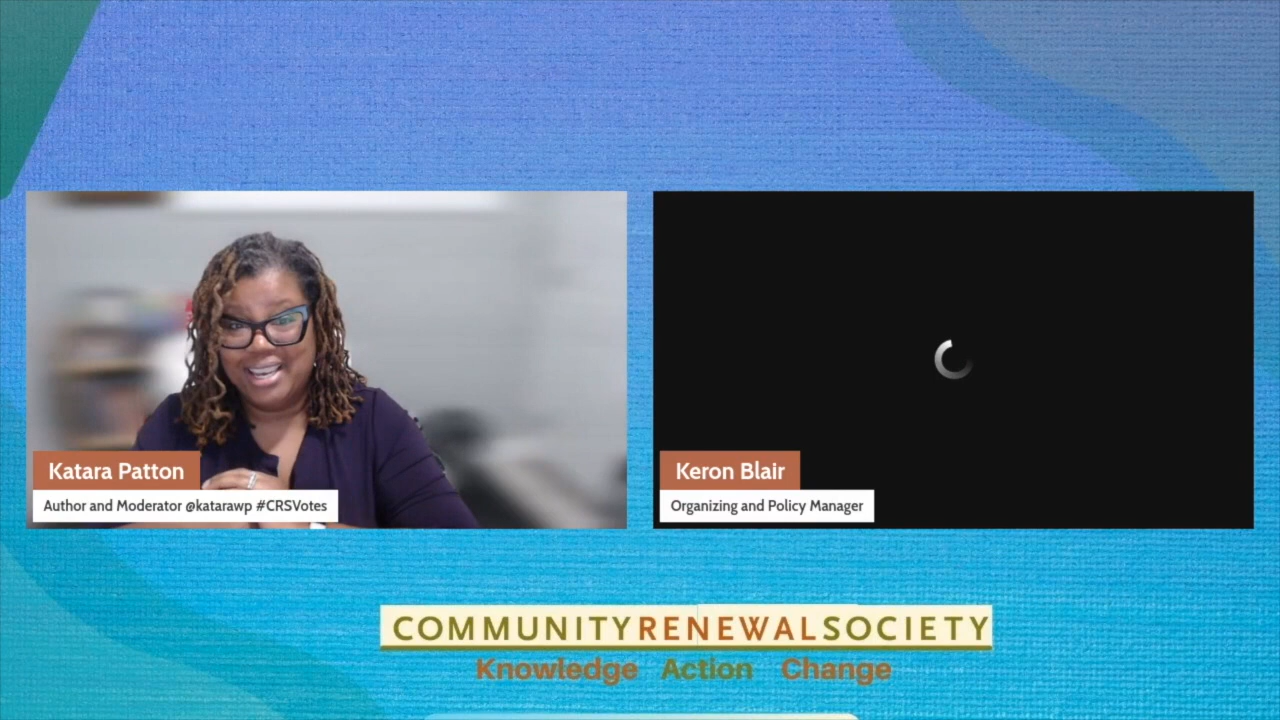 Katara Patton
Author and Moderator @katarawp #CRSVotes
Keron Blair
Organizing and Policy Manager
COMMUNITYRENEWALSOCIETY
Knowledge Action Change